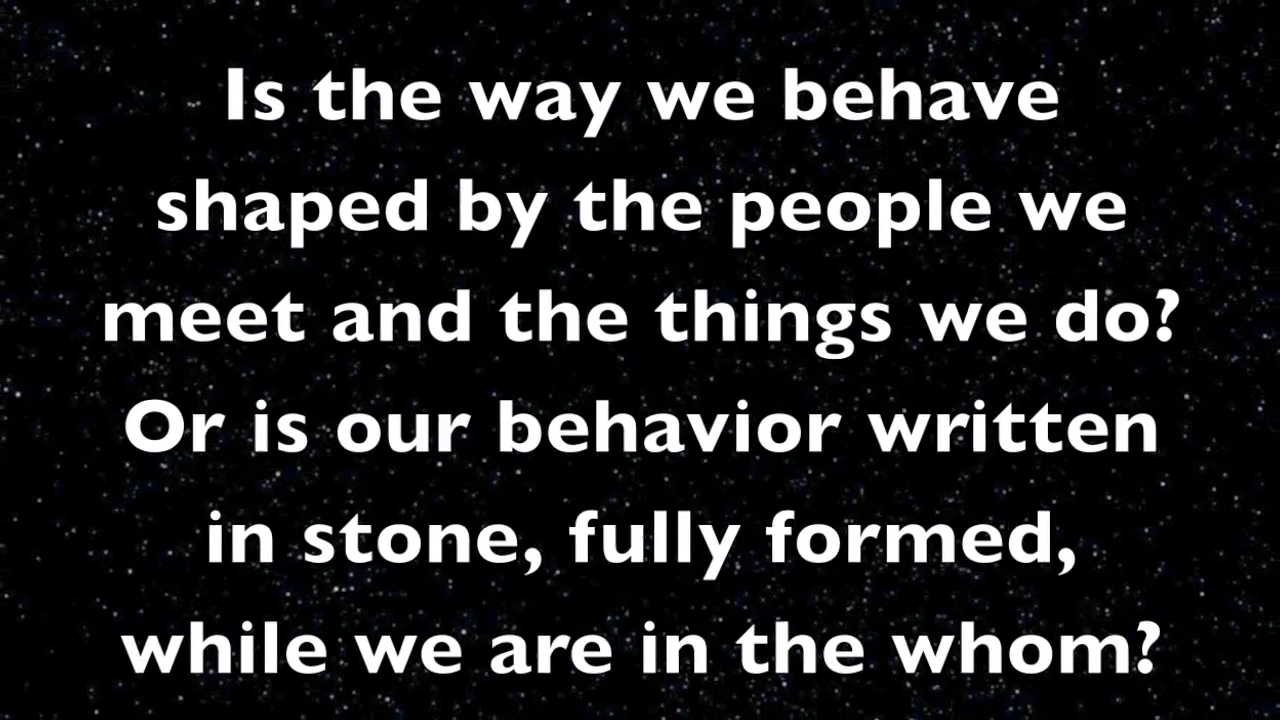 Is the way we behave
shaped by the people we
meet and the things we do?
Or is our behavior written
in stone, fully formed,
while we are in the whom?